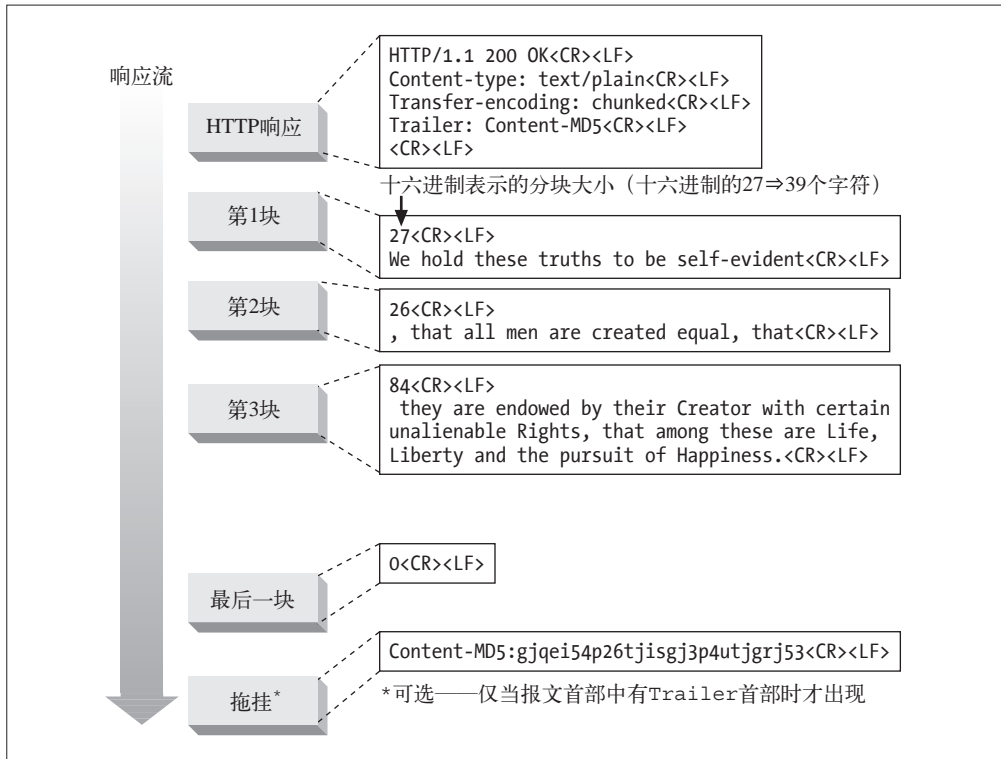 响应流
HTTP响应
HTTP/1.1 200 OK<CR><LF>
Content-type: text/plain<CR><LF>
Transfer-encoding: chunked<CR><LF>
Trailer: Content-MD5<CR><LF>
<CR><LF>
十六进制表示的分块大小（十六进制的27⇒39个字符）
第1块
27<CR><LF>
We hold these truths to be self-evident<CR><LF>
第2块
26<CR><LF>
, that all men are created equal, that<CR><LF>
第3块
84<CR><LF>
they are endowed by their Creator with certain
unalienable Rights, that among these are Life,
Liberty and the pursuit of Happiness.<CR><LF>
最后一块
0<CR><LF>
拖挂*
Content-MD5:gjqei54p26tjisgj3p4utjgrj53<CR><LF>
*可选——仅当报文首部中有Trailer首部时才出现